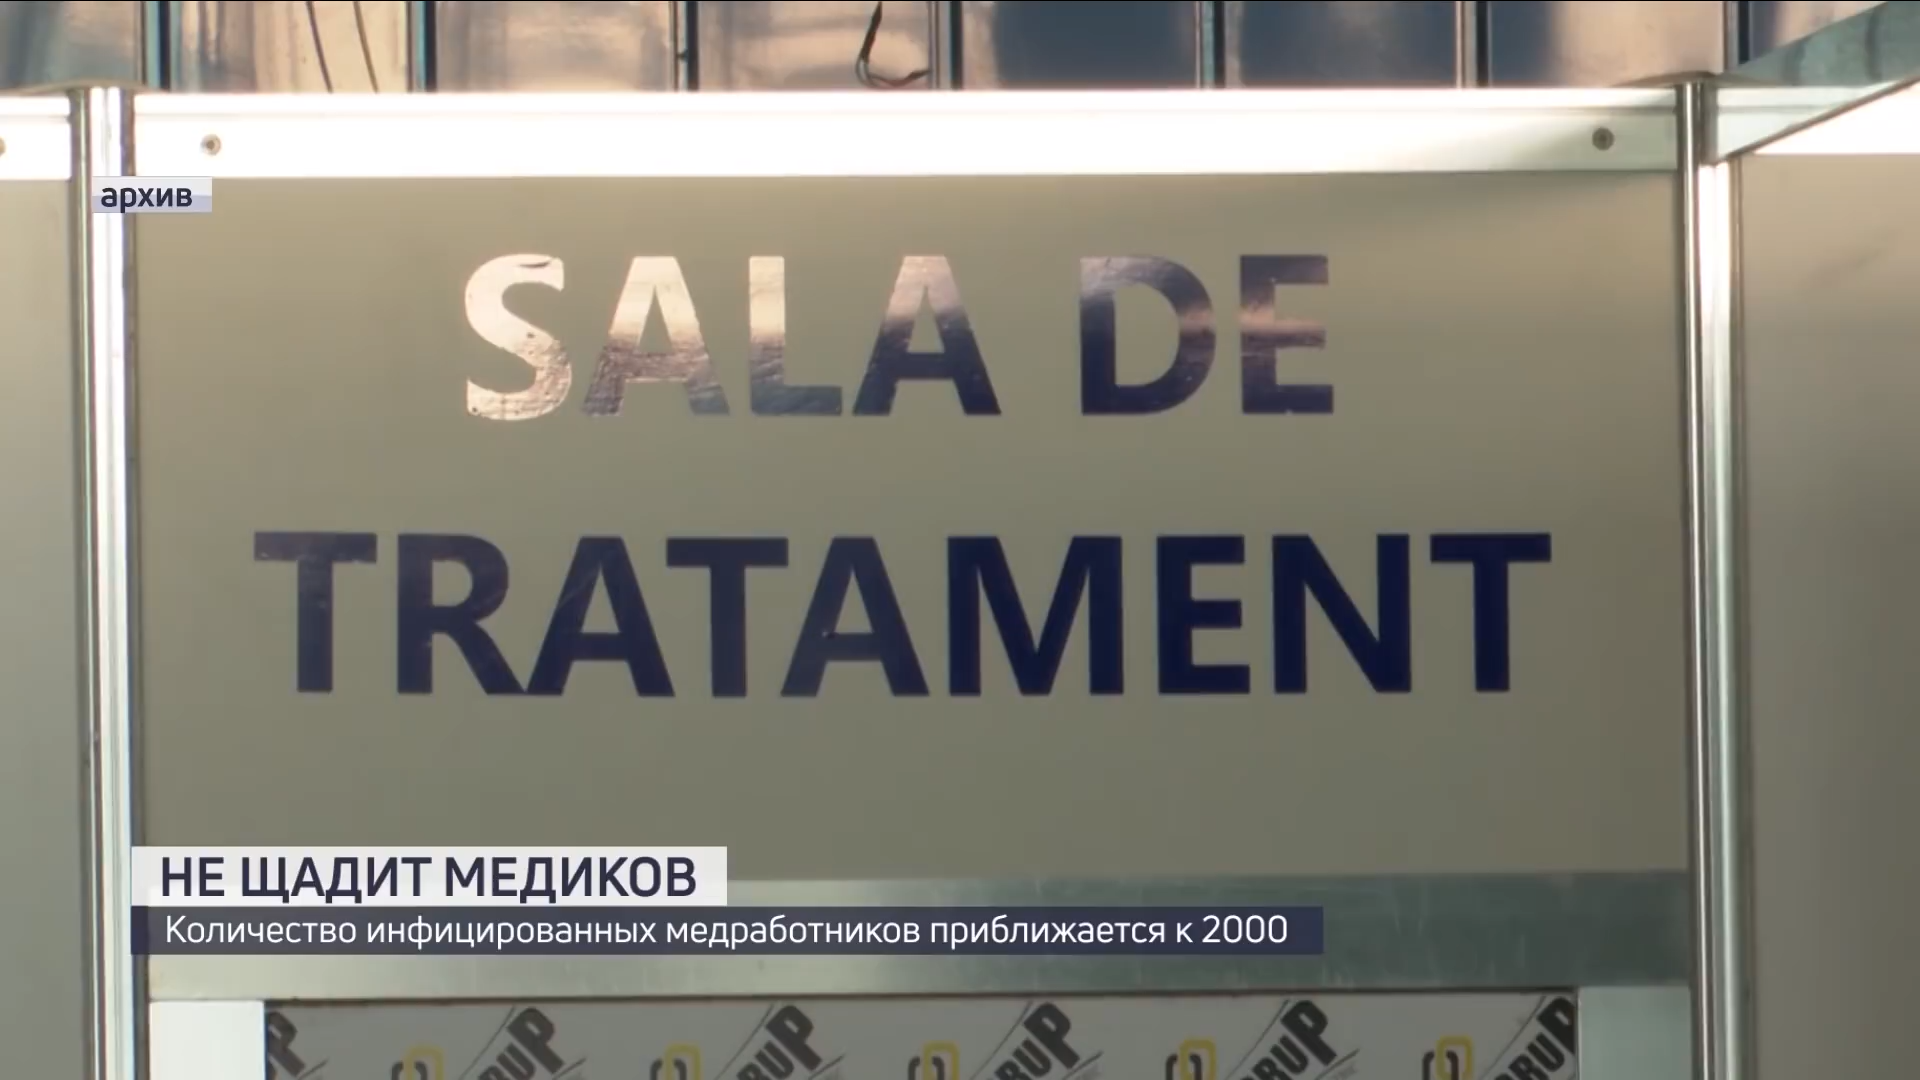 архив
SALA DE
TRATAMENT
НЕ ЩАДИТ МЕДИКОВ
Количество инфицированных медработников приближается к 2000